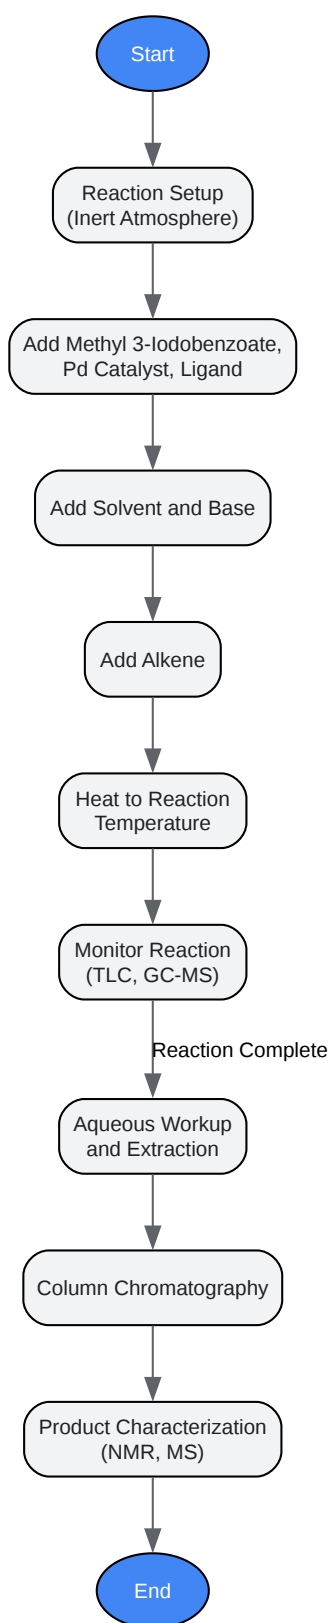 Start
Reaction Setup
(Inert Atmosphere)
Add Methyl 3-Iodobenzoate,
Pd Catalyst, Ligand
Add Solvent and Base
Add Alkene
Heat to Reaction
Temperature
Monitor Reaction
(TLC, GC-MS)
Reaction Complete
Aqueous Workup
and Extraction
Column Chromatography
Product Characterization
(NMR, MS)
End